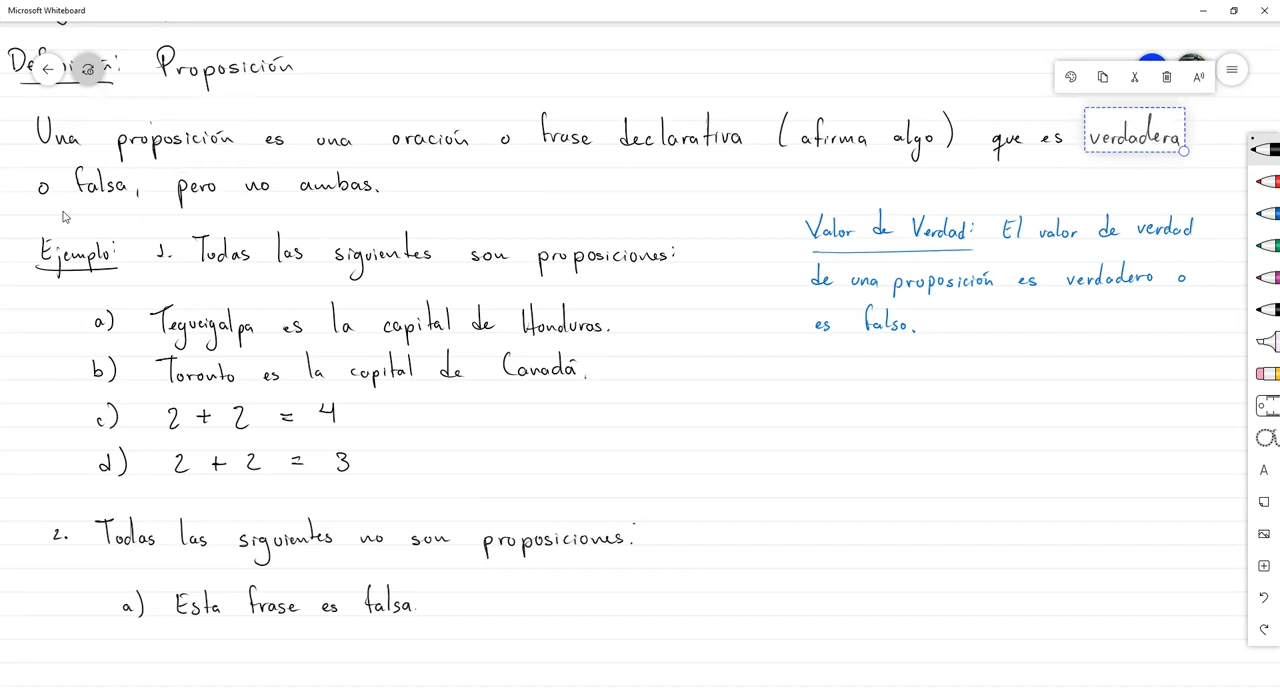 Microsoft Whiteboard
Proposición
Una proposición es una oración o frase declarativa (afirma algo) que es verdadera
o falsa, pero no ambas.
Valor de Verdad: El valor de verdad
de una proposición es verdadero o
es falso.
Ejemplo: 1. Todas las siguientes son proposiciones:
a) Tegucigalpa es la capital de Honduras.
b) Toronto es la capital de Canadá.
c) 2 + 2 = 4
d) 2 + 2 = 3
2. Todas las siguientes no son proposiciones:
a) Esta frase es falsa.